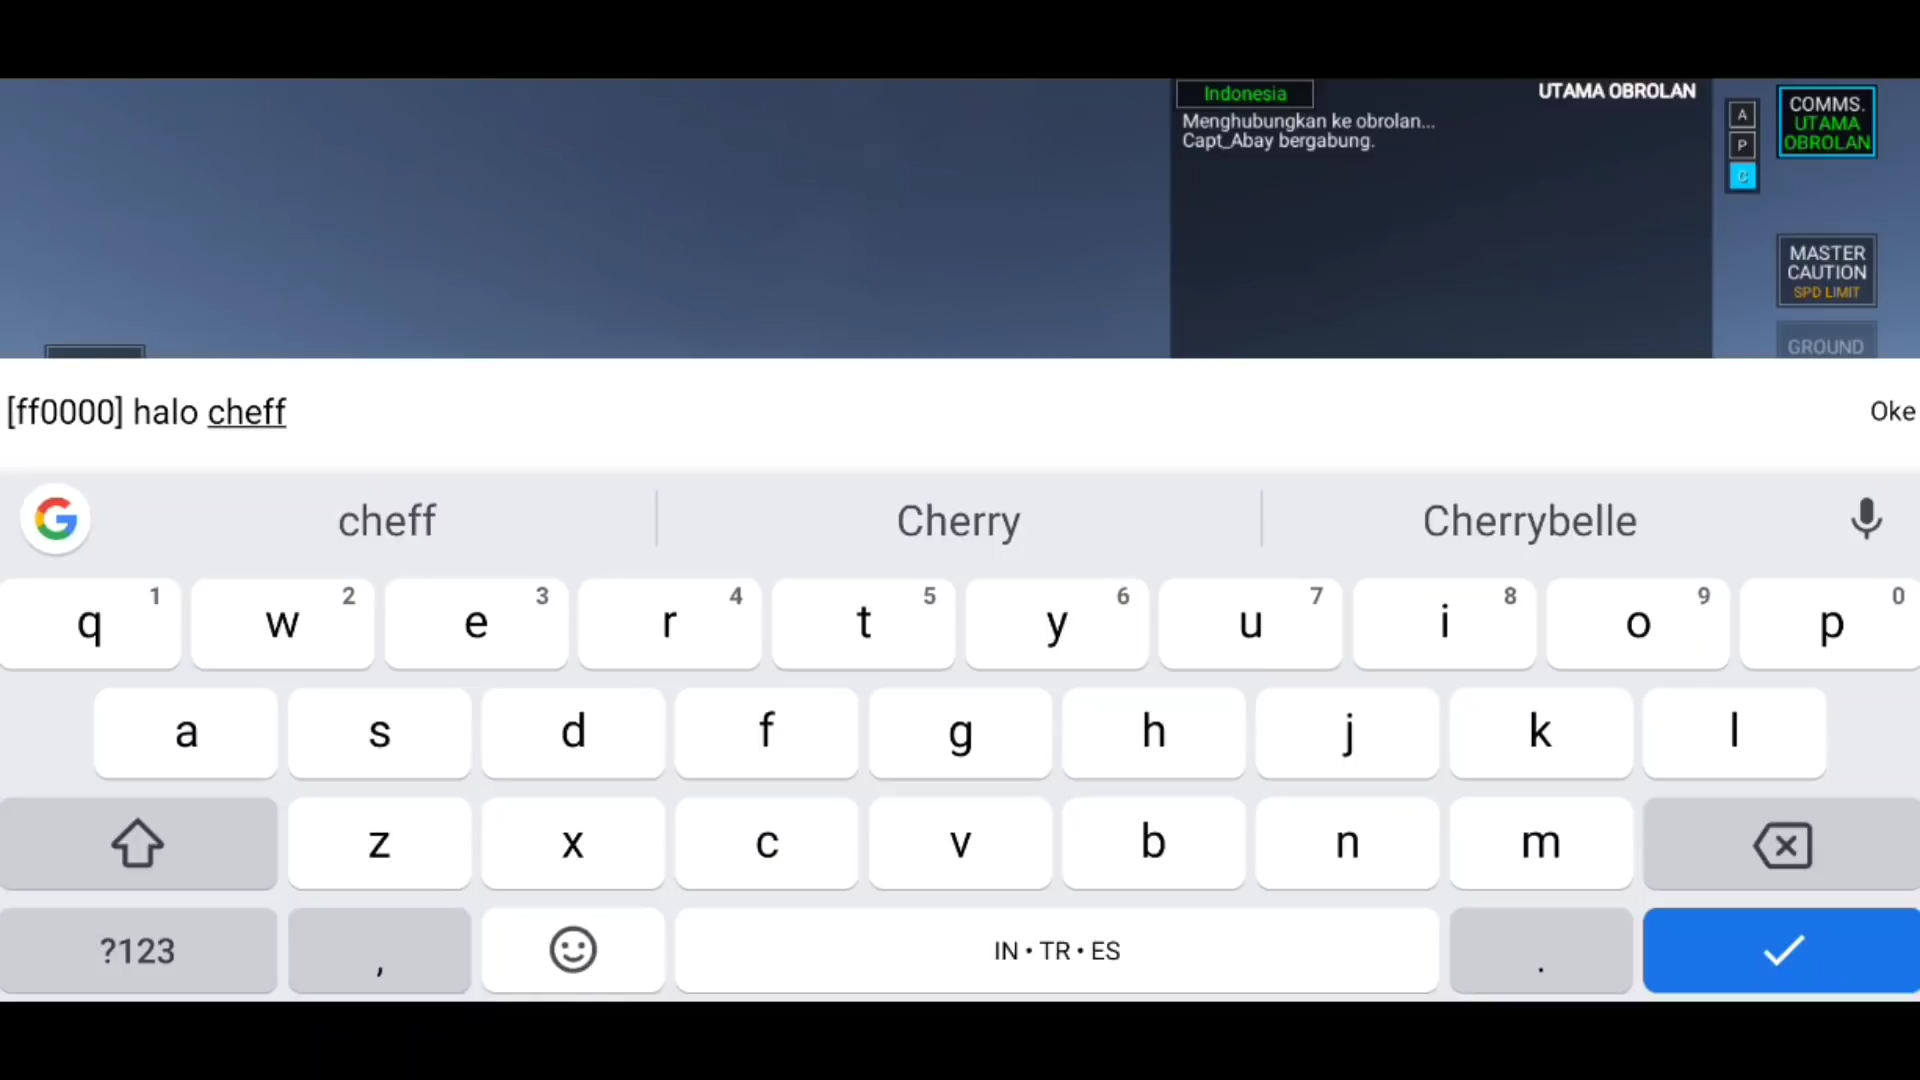 Indonesia
UTAMA OBROLAN
Menghubungkan ke obrolan...
Capt_Abay bergabung.
A
P
C
COMMS.
UTAMA
OBROLAN
MASTER
CAUTION
SPD LIMIT
GROUND
[ff0000] halo cheff
Oke
cheff Cherry Cherrybelle
q 1 w 2 e 3 r 4 t 5 y 6 u 7 i 8 o 9 p 0
a s d f g h j k l
z x c v b n m
?123 , IN • TR • ES .